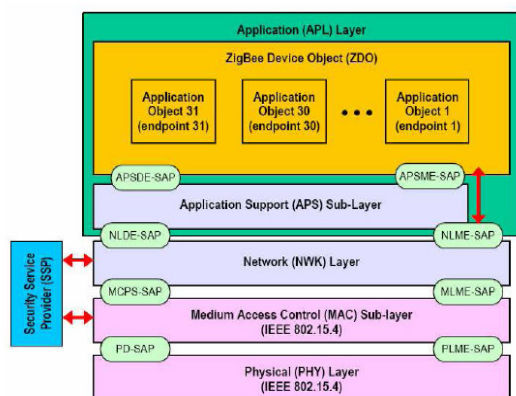 Application (APL) Layer
ZigBee Device Object (ZDO)
Application
Object 31
(endpoint 31)
Application
Object 30
(endpoint 30)
Application
Object 1
(endpoint 1)
APSDE-SAP
APSME-SAP
Application Support (APS) Sub-Layer
NLDE-SAP
NLME-SAP
Security Service
Provider (SSP)
Network (NWK) Layer
MCPS-SAP
MLME-SAP
Medium Access Control (MAC) Sub-layer
(IEEE 802.15.4)
PD-SAP
PLME-SAP
Physical (PHY) Layer
(IEEE 802.15.4)